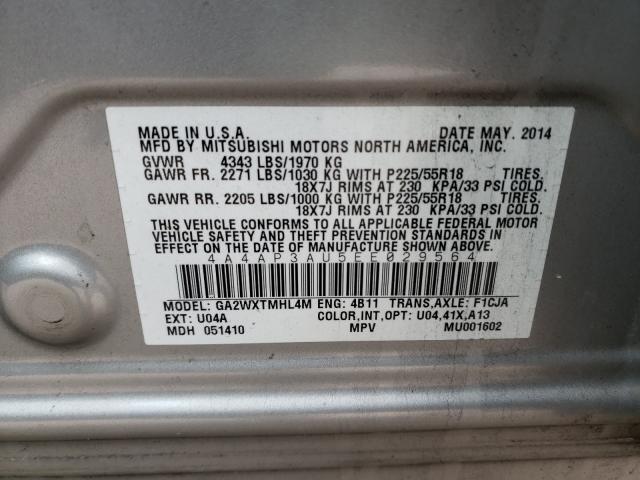 MADE IN U.S.A. DATE MAY. 2014
MFD BY MITSUBISHI MOTORS NORTH AMERICA, INC.
GVWR 4343 LBS/1970 KG
GAWR FR. 2271 LBS/1030 KG WITH P225/55R18 TIRES.
18X7J RIMS AT 230 KPA/33 PSI COLD.
GAWR RR. 2205 LBS/1000 KG WITH P225/55R18 TIRES.
18X7J RIMS AT 230 KPA/33 PSI COLD.
THIS VEHICLE CONFORMS TO ALL APPLICABLE FEDERAL MOTOR
VEHICLE SAFETY AND THEFT PREVENTION STANDARDS IN
EFFECT ON THE DATE OF MANUFACTURE SHOWN ABOVE.
4A4AP3AU5EE029564
MODEL: GA2WXTMHL4M ENG: 4B11 TRANS,AXLE: F1CJA
EXT: U04A COLOR,INT,OPT: U04,41X,A13
MDH 051410 MPV MU001602